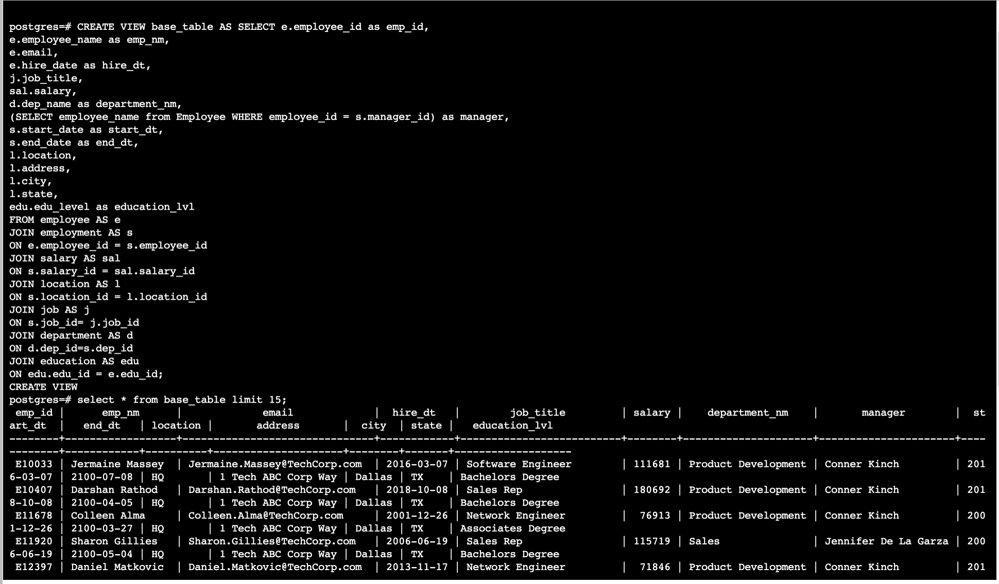 postgres=# CREATE VIEW base_table AS SELECT e.employee_id as emp_id,
e.employee_name as emp_nm,
e.email,
e.hire_date as hire_dt,
j.job_title,
sal.salary,
d.dep_name as department_nm,
(SELECT employee_name from Employee WHERE employee_id = s.manager_id) as manager,
s.start_date as start_dt,
s.end_date as end_dt,
l.location,
l.address,
l.city,
l.state,
edu.edu_level as education_lvl
FROM employee AS e
JOIN employment AS s
ON e.employee_id = s.employee_id
JOIN salary AS sal
ON s.salary_id = sal.salary_id
JOIN location AS l
ON s.location_id = l.location_id
JOIN job AS j
ON s.job_id= j.job_id
JOIN department AS d
ON d.dep_id=s.dep_id
JOIN education AS edu
ON edu.edu_id = e.edu_id;
CREATE VIEW
postgres=# select * from base_table limit 15;
 emp_id |      emp_nm      |             email             |  hire_dt   |        job_title         | salary |    department_nm    |       manager        |  st
art_dt  |   end_dt   | location |       address       |  city  | state |   education_lvl
--------+------------------+-------------------------------+------------+--------------------------+--------+---------------------+----------------------+----
--------+------------+----------+---------------------+--------+-------+-------------------
 E10033 | Jermaine Massey  | Jermaine.Massey@TechCorp.com  | 2016-03-07 | Software Engineer        | 111681 | Product Development | Conner Kinch         | 201
6-03-07 | 2100-07-08 | HQ       | 1 Tech ABC Corp Way | Dallas | TX    | Bachelors Degree
 E10407 | Darshan Rathod   | Darshan.Rathod@TechCorp.com   | 2018-10-08 | Sales Rep                | 180692 | Product Development | Conner Kinch         | 201
8-10-08 | 2100-04-05 | HQ       | 1 Tech ABC Corp Way | Dallas | TX    | Bachelors Degree
 E11678 | Colleen Alma     | Colleen.Alma@TechCorp.com     | 2001-12-26 | Network Engineer         |  76913 | Product Development | Conner Kinch         | 200
1-12-26 | 2100-03-27 | HQ       | 1 Tech ABC Corp Way | Dallas | TX    | Associates Degree
 E11920 | Sharon Gillies   | Sharon.Gillies@TechCorp.com   | 2006-06-19 | Sales Rep                | 115719 | Sales               | Jennifer De La Garza | 200
6-06-19 | 2100-05-04 | HQ       | 1 Tech ABC Corp Way | Dallas | TX    | Bachelors Degree
 E12397 | Daniel Matkovic  | Daniel.Matkovic@TechCorp.com  | 2013-11-17 | Network Engineer         |  71846 | Product Development | Conner Kinch         | 201